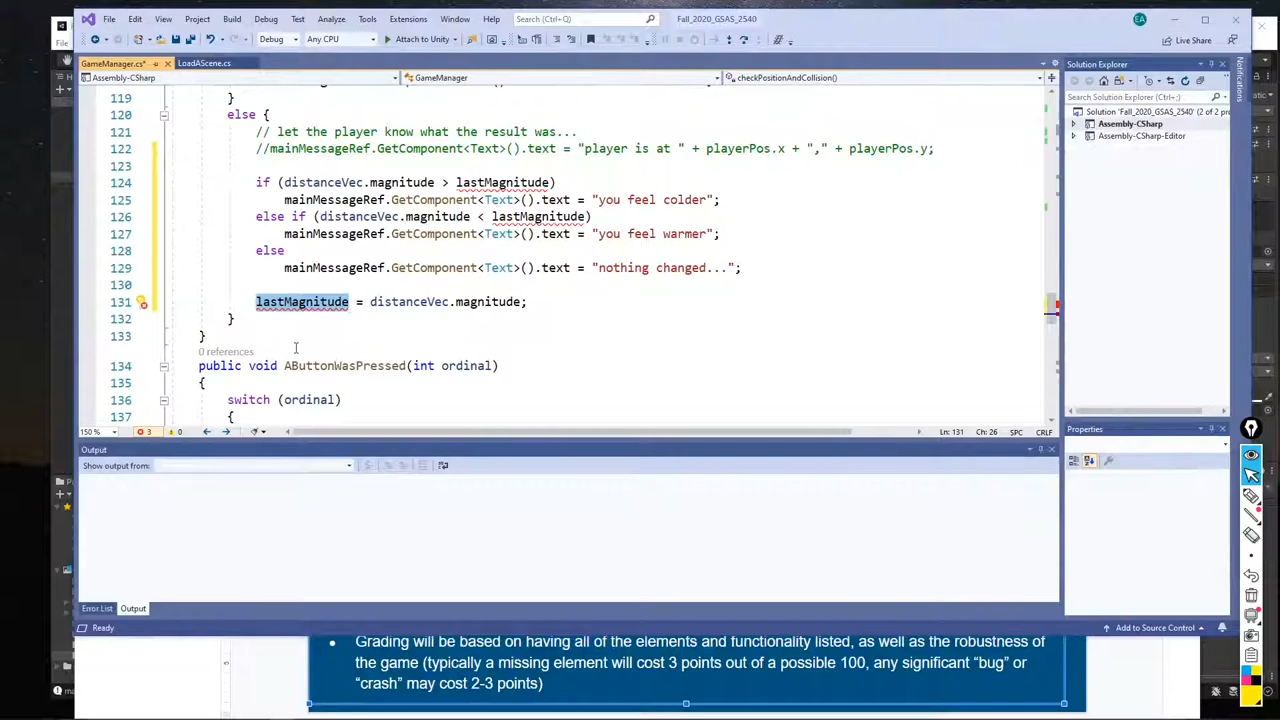 File Edit View Project Build Debug Test Analyze Tools Extensions Window Help Search (Ctrl+Q) Fall_2020_GSAS_2540 EA
Debug Any CPU Attach to Unity Live Share
GameManager.cs* LoadAScene.cs
Assembly-CSharp GameManager checkPositionAndCollision()
119 }
120 else {
121 // let the player know what the result was...
122 //mainMessageRef.GetComponent<Text>().text = "player is at " + playerPos.x + "," + playerPos.y;
123
124 if (distanceVec.magnitude > lastMagnitude)
125 mainMessageRef.GetComponent<Text>().text = "you feel colder";
126 else if (distanceVec.magnitude < lastMagnitude)
127 mainMessageRef.GetComponent<Text>().text = "you feel warmer";
128 else
129 mainMessageRef.GetComponent<Text>().text = "nothing changed...";
130
131 lastMagnitude = distanceVec.magnitude;
132 }
133 }
0 references
134 public void AButtonWasPressed(int ordinal)
135 {
136 switch (ordinal)
137 {
150 % 3 0 Ln: 131 Ch: 26 SPC CRLF
Output
Show output from:
Error List Output
Ready Add to Source Control
Solution Explorer
Search Solution Explorer (Ctrl+;)
Solution 'Fall_2020_GSAS_2540' (2 of 2 pro
Assembly-CSharp
Assembly-CSharp-Editor
Properties
Notifications
File
Grading will be based on having all of the elements and functionality listed, as well as the robustness of
the game (typically a missing element will cost 3 points out of a possible 100, any significant “bug” or
“crash” may cost 2-3 points)